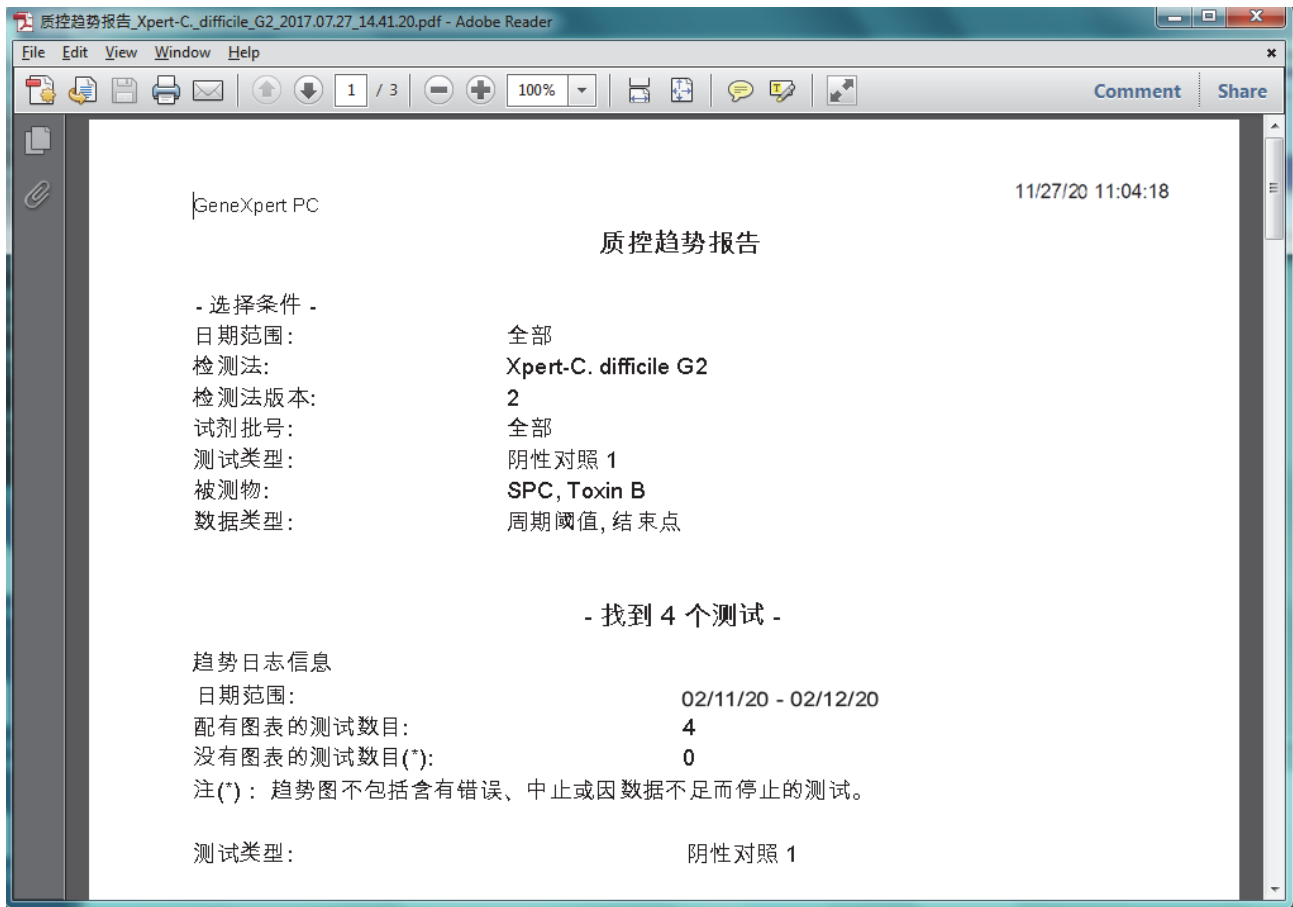 质控趋势报告_Xpert-C._difficile_G2_2017.07.27_14.41.20.pdf - Adobe Reader
File Edit View Window Help
1 / 3 100% Comment Share
11/27/20 11:04:18
GeneXpert PC
质控趋势报告
- 选择条件 -
日期范围: 全部
检测法: Xpert-C. difficile G2
检测法版本: 2
试剂批号: 全部
测试类型: 阴性对照 1
被测物: SPC, Toxin B
数据类型: 周期阈值, 结束点
- 找到 4 个测试 -
趋势日志信息
日期范围: 02/11/20 - 02/12/20
配有图表的测试数目: 4
没有图表的测试数目(*): 0
注(*) : 趋势图不包括含有错误、中止或因数据不足而停止的测试。
测试类型: 阴性对照 1